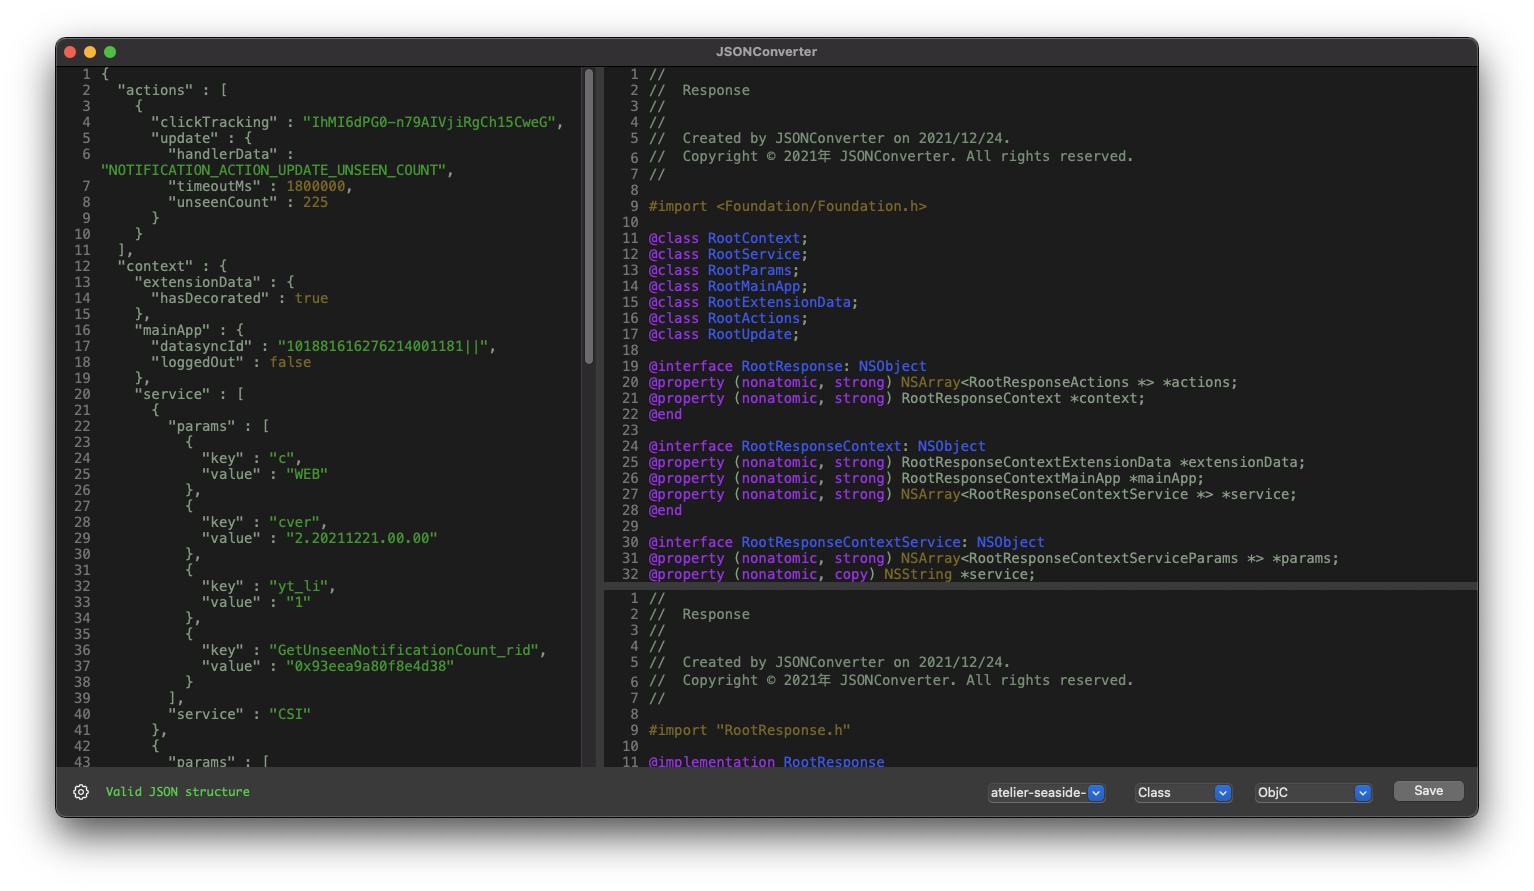 JSONConverter
1 {
2 "actions" : [
3 {
4 "clickTracking" : "IhMI6dPG0-n79AIVjiRgCh15CweG",
5 "update" : {
6 "handlerData" :
"NOTIFICATION_ACTION_UPDATE_UNSEEN_COUNT",
7 "timeoutMs" : 1800000,
8 "unseenCount" : 225
9 }
10 }
11 ],
12 "context" : {
13 "extensionData" : {
14 "hasDecorated" : true
15 },
16 "mainApp" : {
17 "datasyncId" : "101881616276214001181||",
18 "loggedOut" : false
19 },
20 "service" : [
21 {
22 "params" : [
23 {
24 "key" : "c",
25 "value" : "WEB"
26 },
27 {
28 "key" : "cver",
29 "value" : "2.20211221.00.00"
30 },
31 {
32 "key" : "yt_li",
33 "value" : "1"
34 },
35 {
36 "key" : "GetUnseenNotificationCount_rid",
37 "value" : "0x93eea9a80f8e4d38"
38 }
39 ],
40 "service" : "CSI"
41 },
42 {
43 "params" : [
1 //
2 // Response
3 //
4 //
5 // Created by JSONConverter on 2021/12/24.
6 // Copyright © 2021年 JSONConverter. All rights reserved.
7 //
8
9 #import <Foundation/Foundation.h>
10
11 @class RootContext;
12 @class RootService;
13 @class RootParams;
14 @class RootMainApp;
15 @class RootExtensionData;
16 @class RootActions;
17 @class RootUpdate;
18
19 @interface RootResponse: NSObject
20 @property (nonatomic, strong) NSArray<RootResponseActions *> *actions;
21 @property (nonatomic, strong) RootResponseContext *context;
22 @end
23
24 @interface RootResponseContext: NSObject
25 @property (nonatomic, strong) RootResponseContextExtensionData *extensionData;
26 @property (nonatomic, strong) RootResponseContextMainApp *mainApp;
27 @property (nonatomic, strong) NSArray<RootResponseContextService *> *service;
28 @end
29
30 @interface RootResponseContextService: NSObject
31 @property (nonatomic, strong) NSArray<RootResponseContextServiceParams *> *params;
32 @property (nonatomic, copy) NSString *service;
1 //
2 // Response
3 //
4 //
5 // Created by JSONConverter on 2021/12/24.
6 // Copyright © 2021年 JSONConverter. All rights reserved.
7 //
8
9 #import "RootResponse.h"
10
11 @implementation RootResponse
Valid JSON structure
atelier-seaside-
Class
ObjC
Save